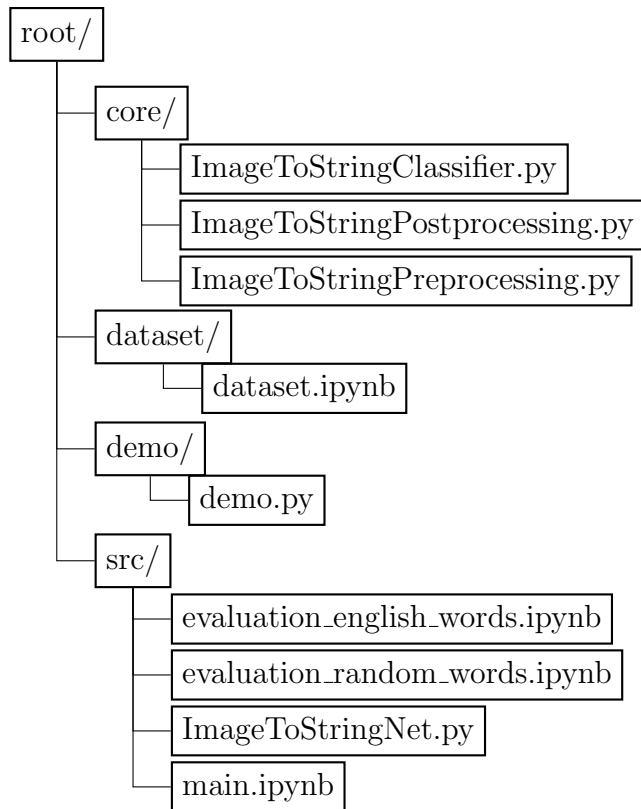 root/
core/
ImageToStringClassifier.py
ImageToStringPostprocessing.py
ImageToStringPreprocessing.py
dataset/
dataset.ipynb
demo/
demo.py
src/
evaluation_english_words.ipynb
evaluation_random_words.ipynb
ImageToStringNet.py
main.ipynb